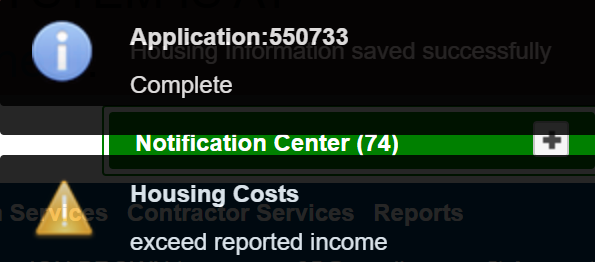 Application:550733
Housing Information saved successfully
Complete
Notification Center (74)
Housing Costs
Services Contractor Services Reports
exceed reported income